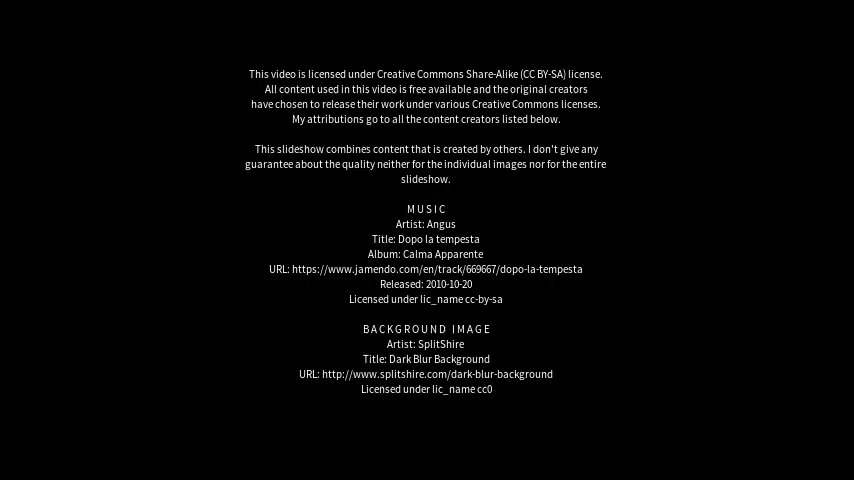 This video is licensed under Creative Commons Share-Alike (CC BY-SA) license.
All content used in this video is free available and the original creators
have chosen to release their work under various Creative Commons licenses.
My attributions go to all the content creators listed below.
This slideshow combines content that is created by others. I don't give any
guarantee about the quality neither for the individual images nor for the entire
slideshow.
MUSIC
Artist: Angus
Title: Dopo la tempesta
Album: Calma Apparente
URL: https://www.jamendo.com/en/track/669667/dopo-la-tempesta
Released: 2010-10-20
Licensed under lic_name cc-by-sa
BACKGROUND IMAGE
Artist: SplitShire
Title: Dark Blur Background
URL: http://www.splitshire.com/dark-blur-background
Licensed under lic_name cc0